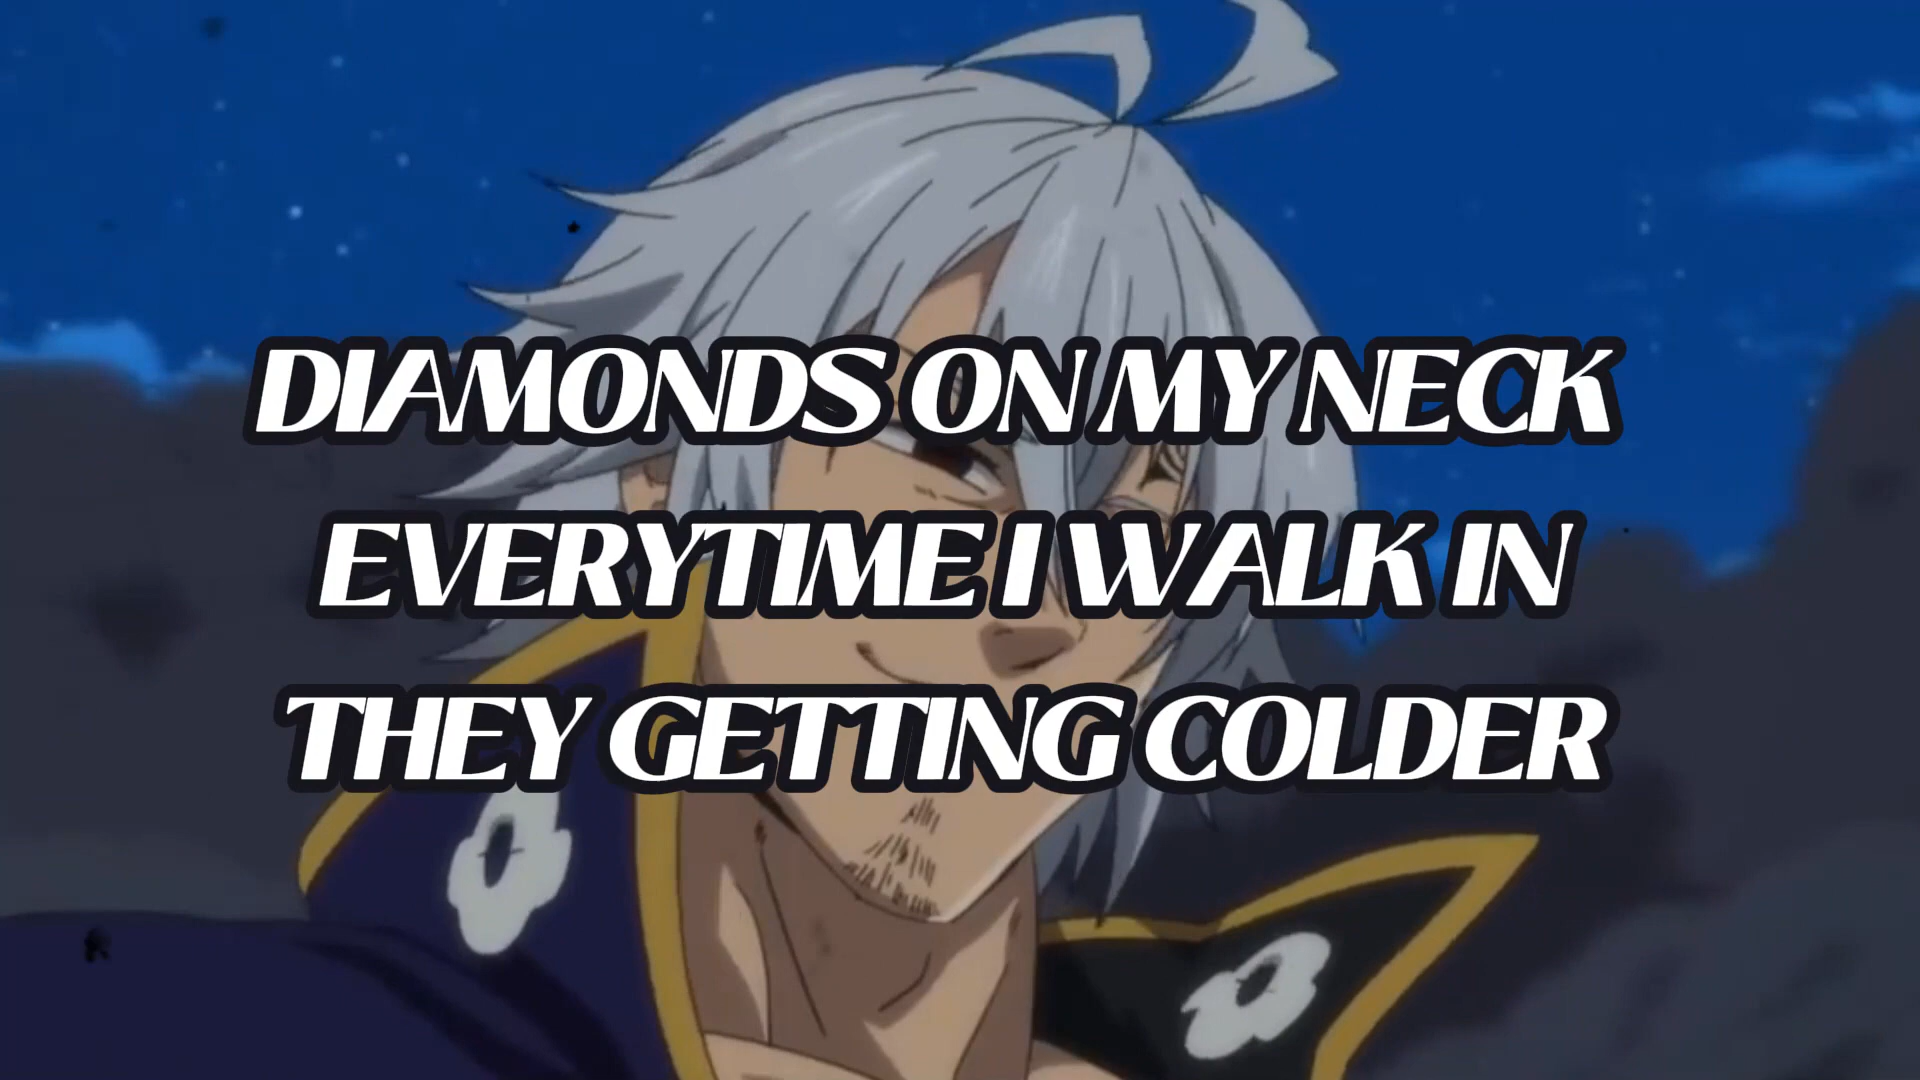 DIAMONDS ON MY NECK
EVERYTIME I WALK IN
THEY GETTING COLDER